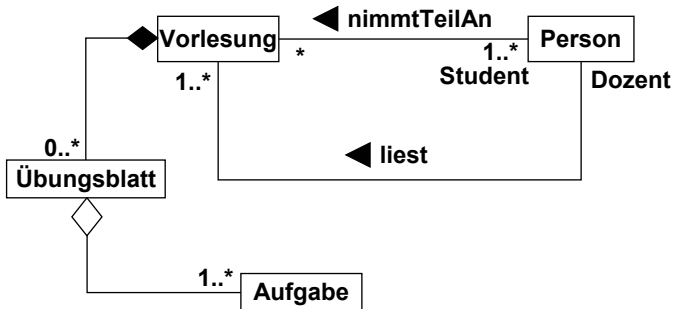 nimmtTeilAn
Vorlesung
*
1..*
Person
Student
Dozent
1..*
liest
0..*
Übungsblatt
1..*
Aufgabe